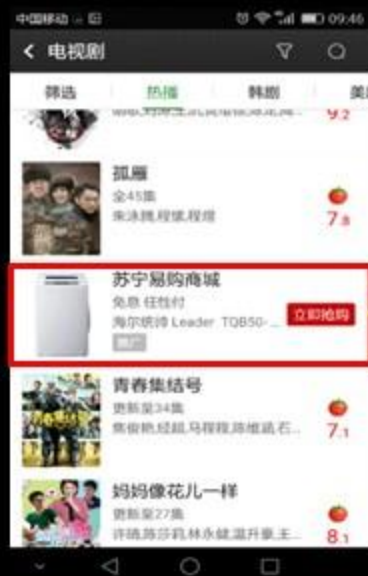 中国移动 09:46
电视剧
筛选 热播 韩剧 美
9.2
孤雁
全45集
朱泳腾,程媛,程煜
7.8
苏宁易购商城
免息 任性付
海尔统帅 Leader TQB50-...
立即抢购
推广
青春集结号
更新至34集
焦俊艳,经超,马程程,陈维涵,石...
7.1
妈妈像花儿一样
更新至27集
许晴,陈莎莉,林永健,温升豪,王...
8.1